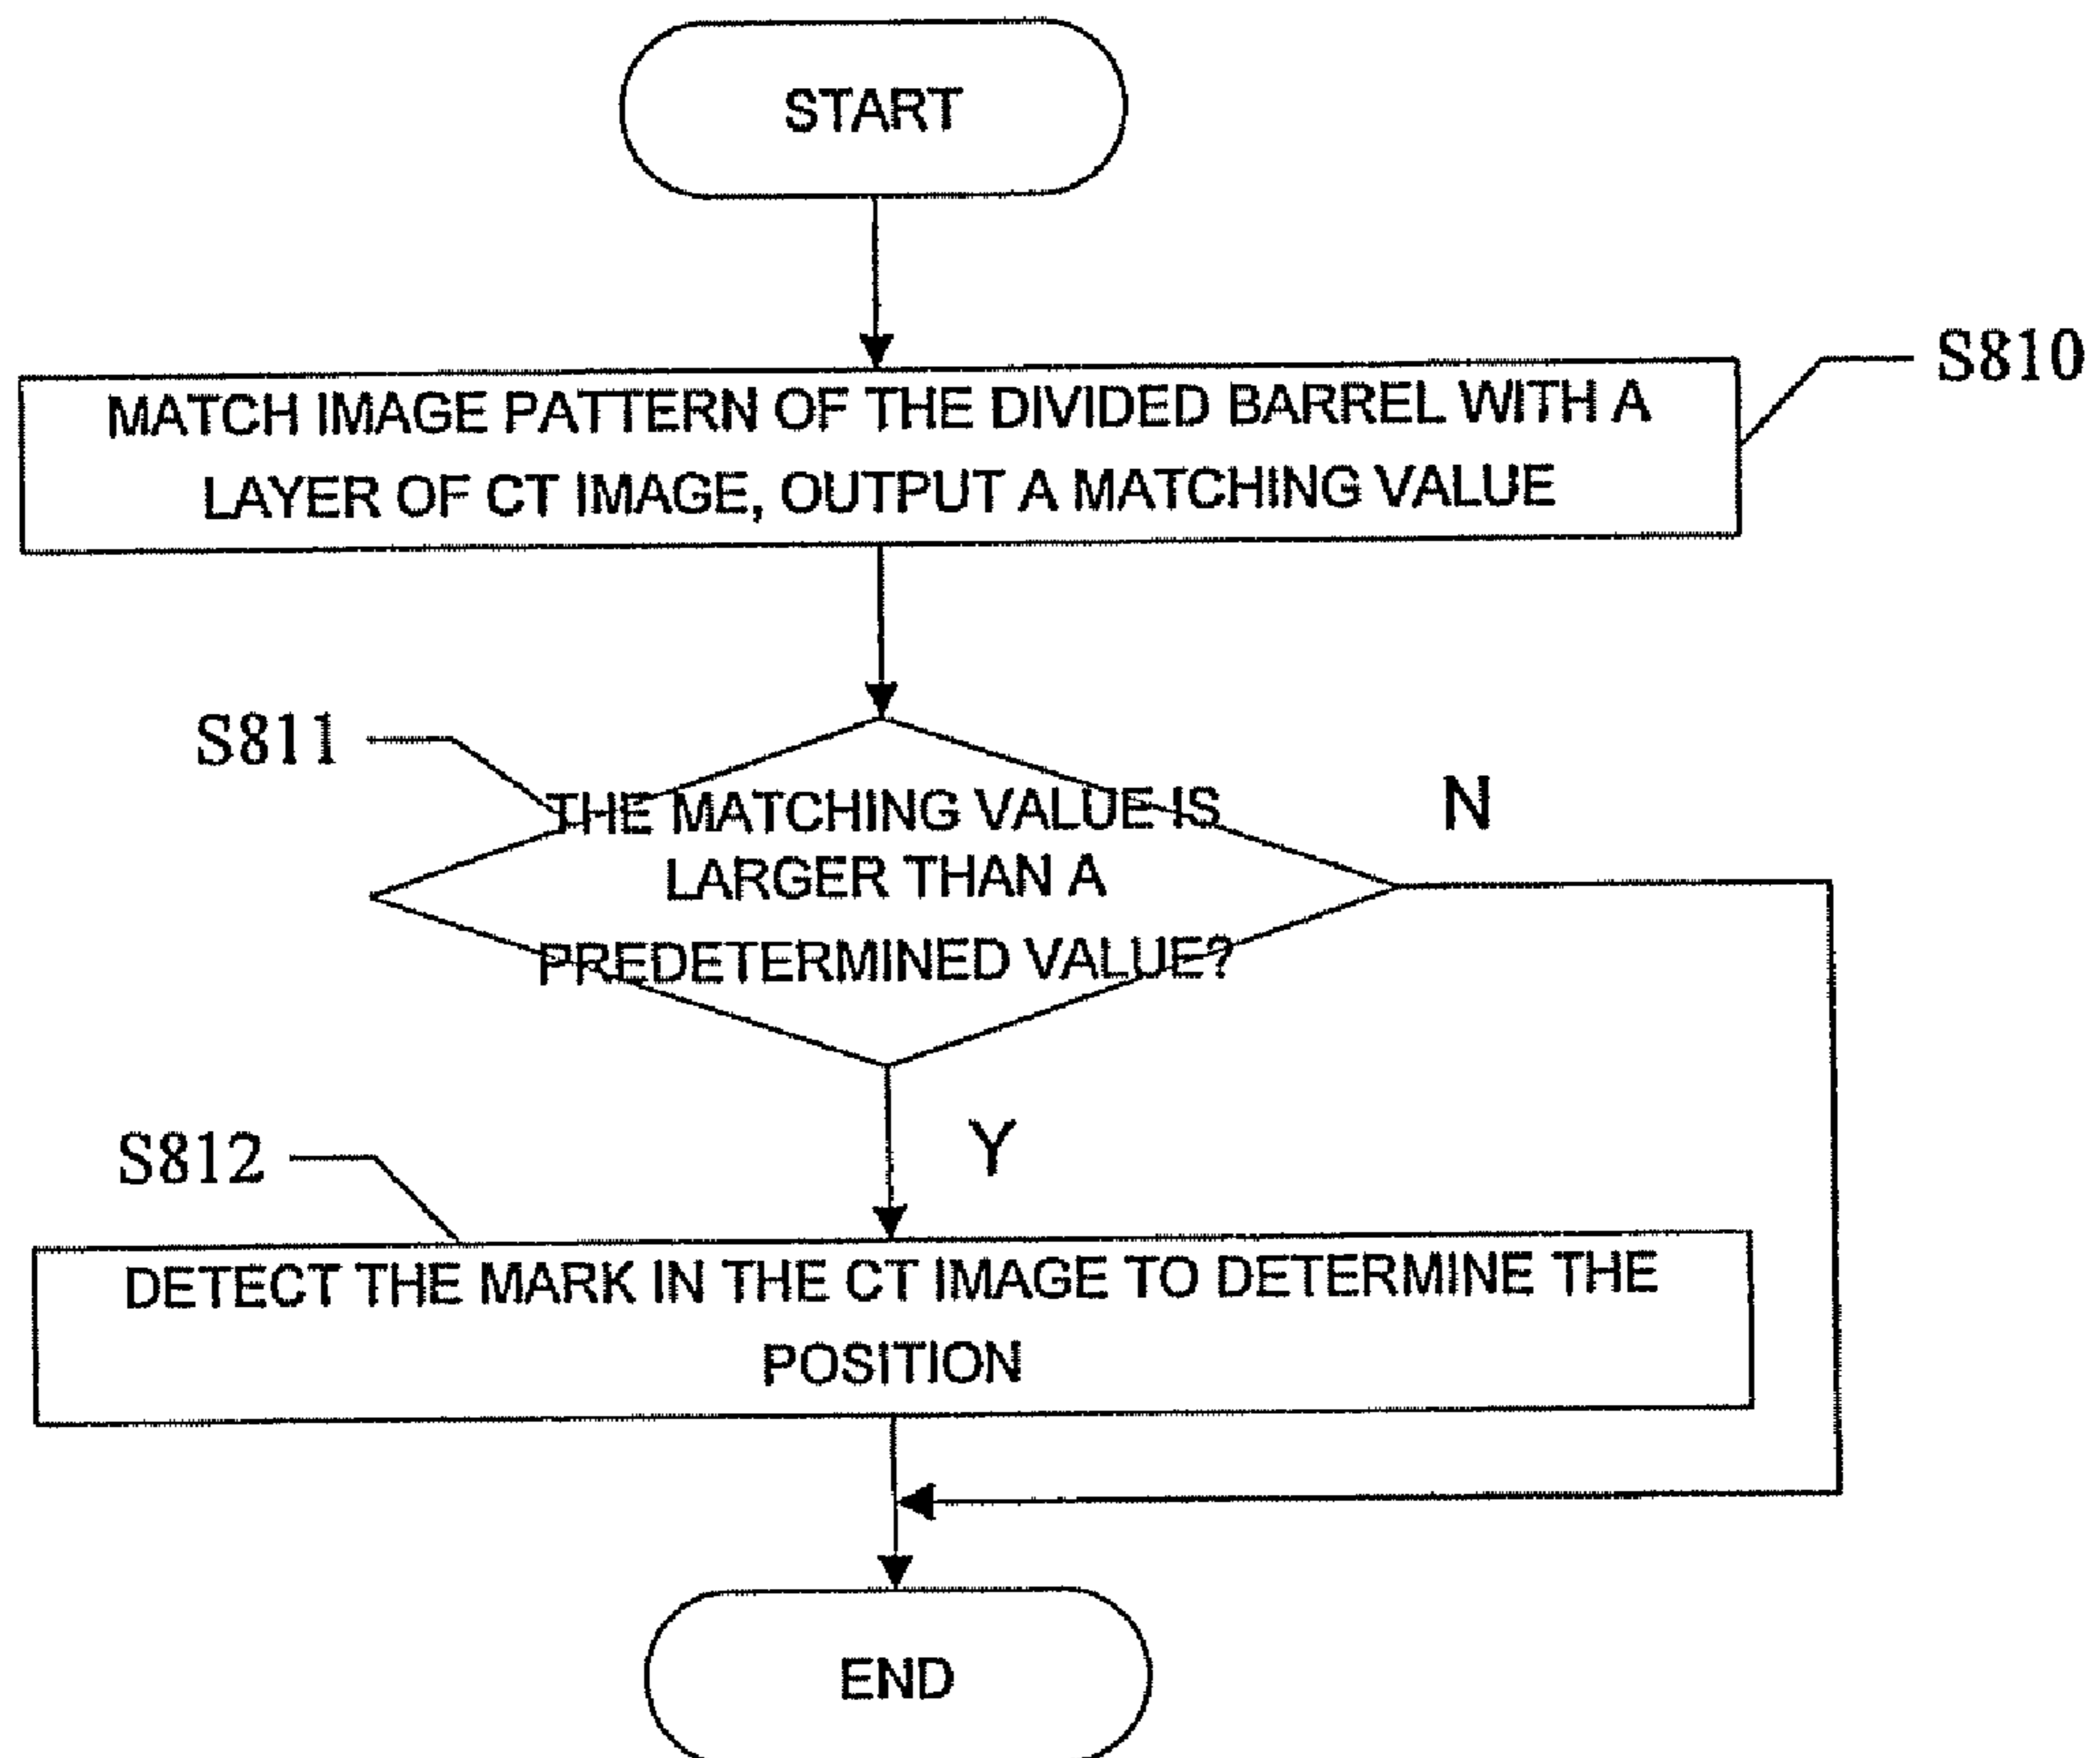 START
S810
MATCH IMAGE PATTERN OF THE DIVIDED BARREL WITH A
LAYER OF CT IMAGE, OUTPUT A MATCHING VALUE
S811
N
THE MATCHING VALUE IS
LARGER THAN A
PREDETERMINED VALUE?
Y
S812
DETECT THE MARK IN THE CT IMAGE TO DETERMINE THE
POSITION
END